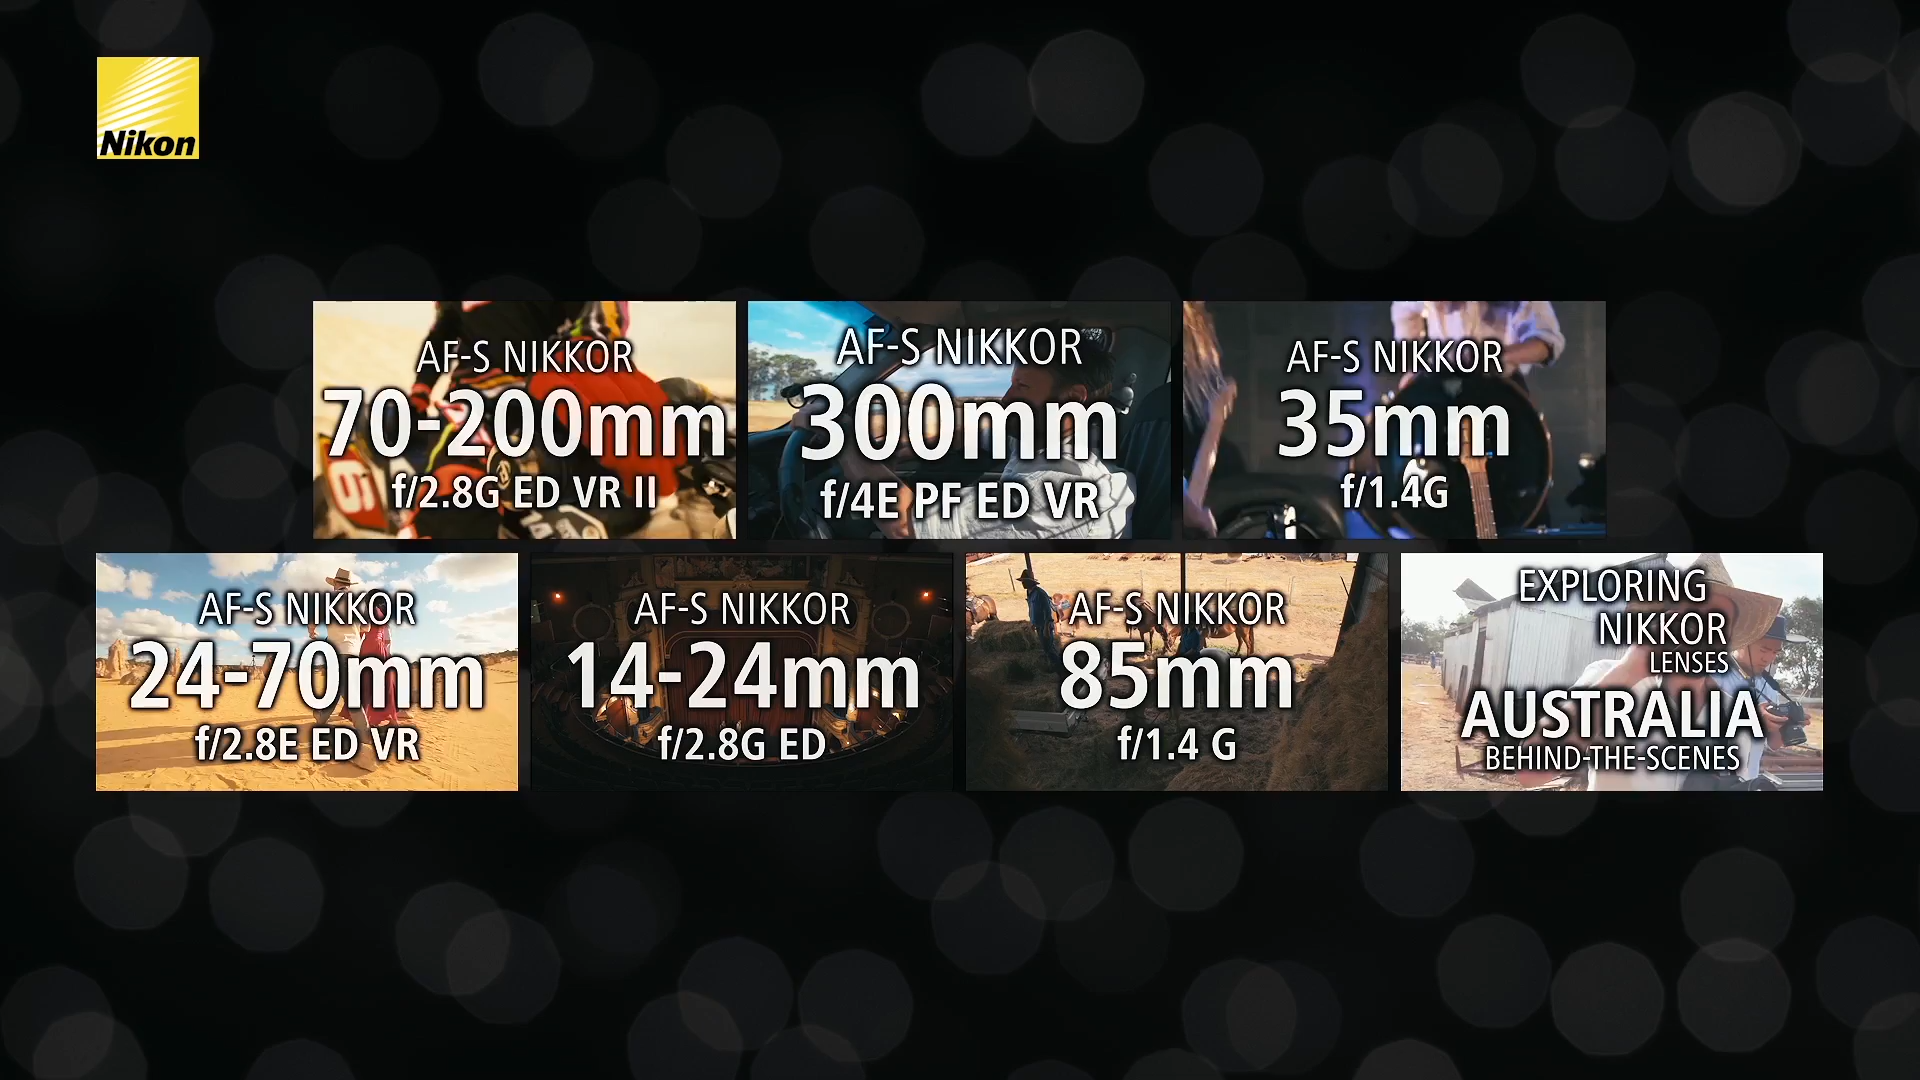 Nikon
AF-S NIKKOR
70-200mm
f/2.8G ED VR II
AF-S NIKKOR
300mm
f/4E PF ED VR
AF-S NIKKOR
35mm
f/1.4G
AF-S NIKKOR
24-70mm
f/2.8E ED VR
AF-S NIKKOR
14-24mm
f/2.8G ED
AF-S NIKKOR
85mm
f/1.4 G
EXPLORING
NIKKOR
LENSES
AUSTRALIA
BEHIND-THE-SCENES